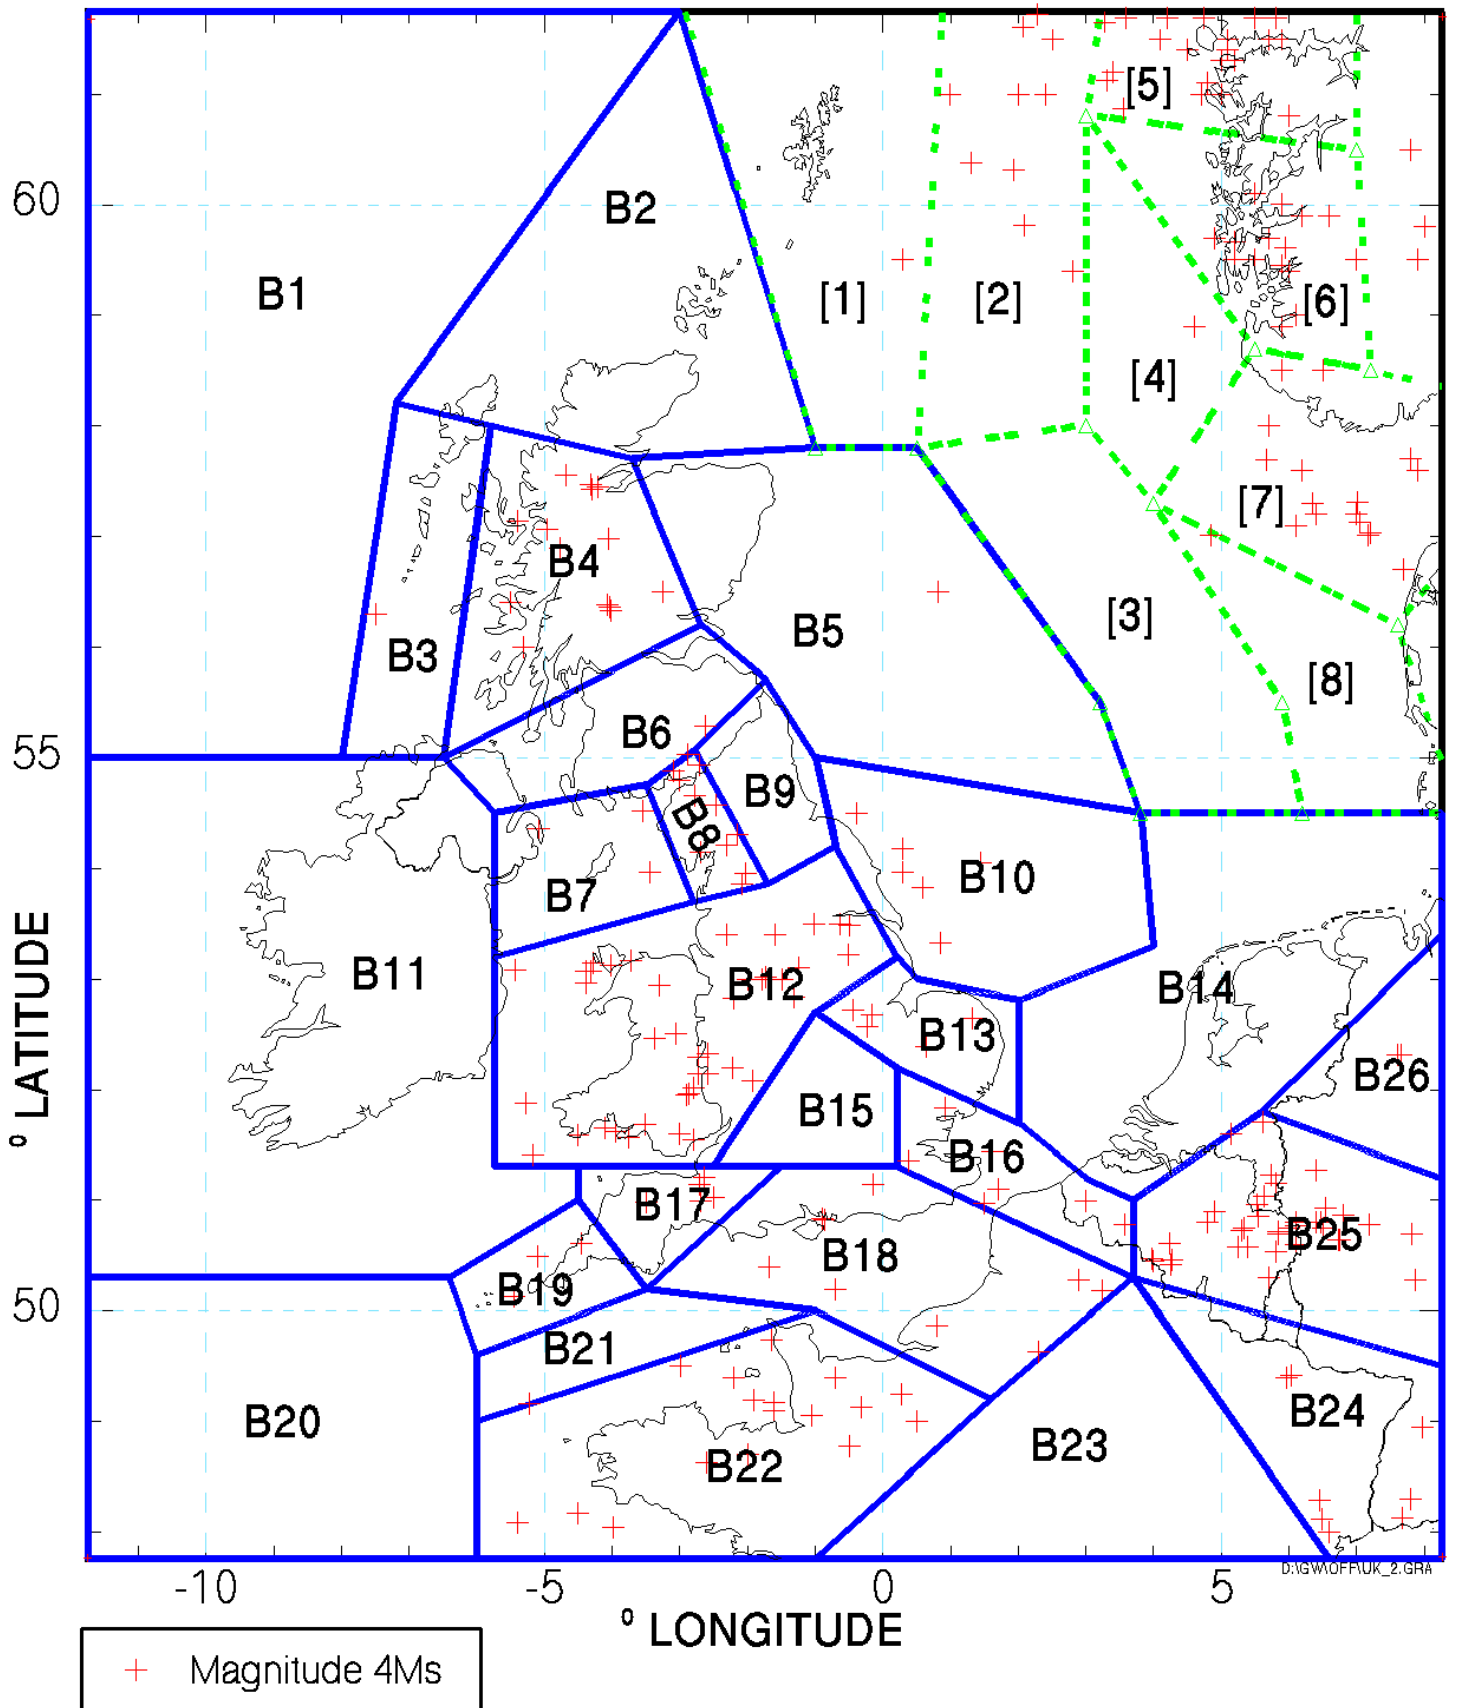 [5]
60
B2
B1
[1]
[2]
[6]
[4]
[7]
B4
[3]
B5
B3
[8]
B6
55
B9
B8
B10
B7
B11
B12
B14
B13
B26
B15
B16
B17
B25
B18
B19
50
B21
B24
B20
B23
B22
° LATITUDE
D:\GW\OFF\UK_2.GRA
-10
-5
0
5
° LONGITUDE
Magnitude 4Ms